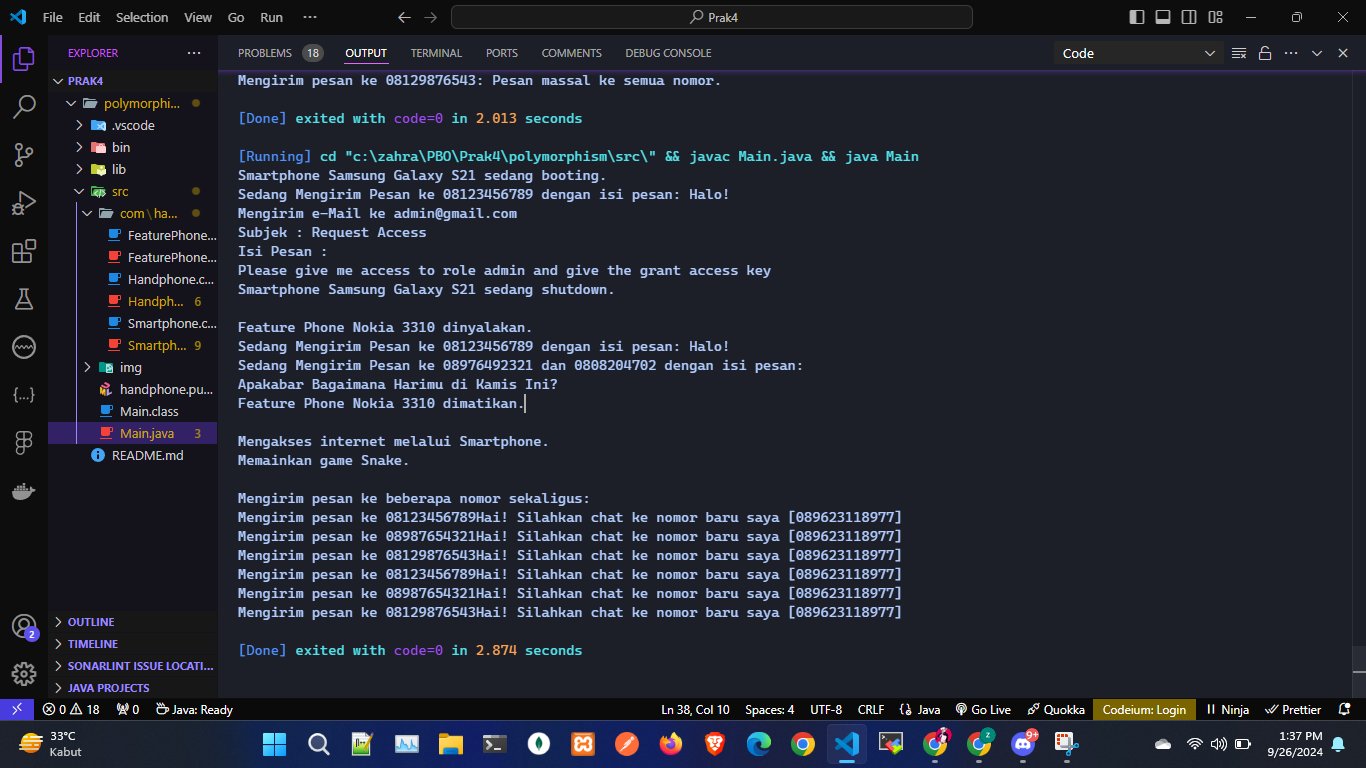 File Edit Selection View Go Run ··· Prak4
EXPLORER ···
PRAK4
polymorphi...
.vscode
bin
lib
src
com\ha...
FeaturePhone...
FeaturePhone...
Handphone.c...
Handph... 6
Smartphone.c...
Smartph... 9
img
handphone.pu...
Main.class
Main.java 3
README.md
OUTLINE
TIMELINE
SONARLINT ISSUE LOCATI...
JAVA PROJECTS
PROBLEMS 18 OUTPUT TERMINAL PORTS COMMENTS DEBUG CONSOLE Code
Mengirim pesan ke 08129876543: Pesan massal ke semua nomor.
[Done] exited with code=0 in 2.013 seconds
[Running] cd "c:\zahra\PBO\Prak4\polymorphism\src\" && javac Main.java && java Main
Smartphone Samsung Galaxy S21 sedang booting.
Sedang Mengirim Pesan ke 08123456789 dengan isi pesan: Halo!
Mengirim e-Mail ke admin@gmail.com
Subjek : Request Access
Isi Pesan :
Please give me access to role admin and give the grant access key
Smartphone Samsung Galaxy S21 sedang shutdown.
Feature Phone Nokia 3310 dinyalakan.
Sedang Mengirim Pesan ke 08123456789 dengan isi pesan: Halo!
Sedang Mengirim Pesan ke 08976492321 dan 0808204702 dengan isi pesan:
Apakabar Bagaimana Harimu di Kamis Ini?
Feature Phone Nokia 3310 dimatikan.
Mengakses internet melalui Smartphone.
Memainkan game Snake.
Mengirim pesan ke beberapa nomor sekaligus:
Mengirim pesan ke 08123456789Hai! Silahkan chat ke nomor baru saya [089623118977]
Mengirim pesan ke 08987654321Hai! Silahkan chat ke nomor baru saya [089623118977]
Mengirim pesan ke 08129876543Hai! Silahkan chat ke nomor baru saya [089623118977]
Mengirim pesan ke 08123456789Hai! Silahkan chat ke nomor baru saya [089623118977]
Mengirim pesan ke 08987654321Hai! Silahkan chat ke nomor baru saya [089623118977]
Mengirim pesan ke 08129876543Hai! Silahkan chat ke nomor baru saya [089623118977]
[Done] exited with code=0 in 2.874 seconds
2
0 18 0 Java: Ready Ln 38, Col 10 Spaces: 4 UTF-8 CRLF Java Go Live Quokka Codeium: Login Ninja Prettier
33°C
Kabut
z
9+
1:37 PM
9/26/2024